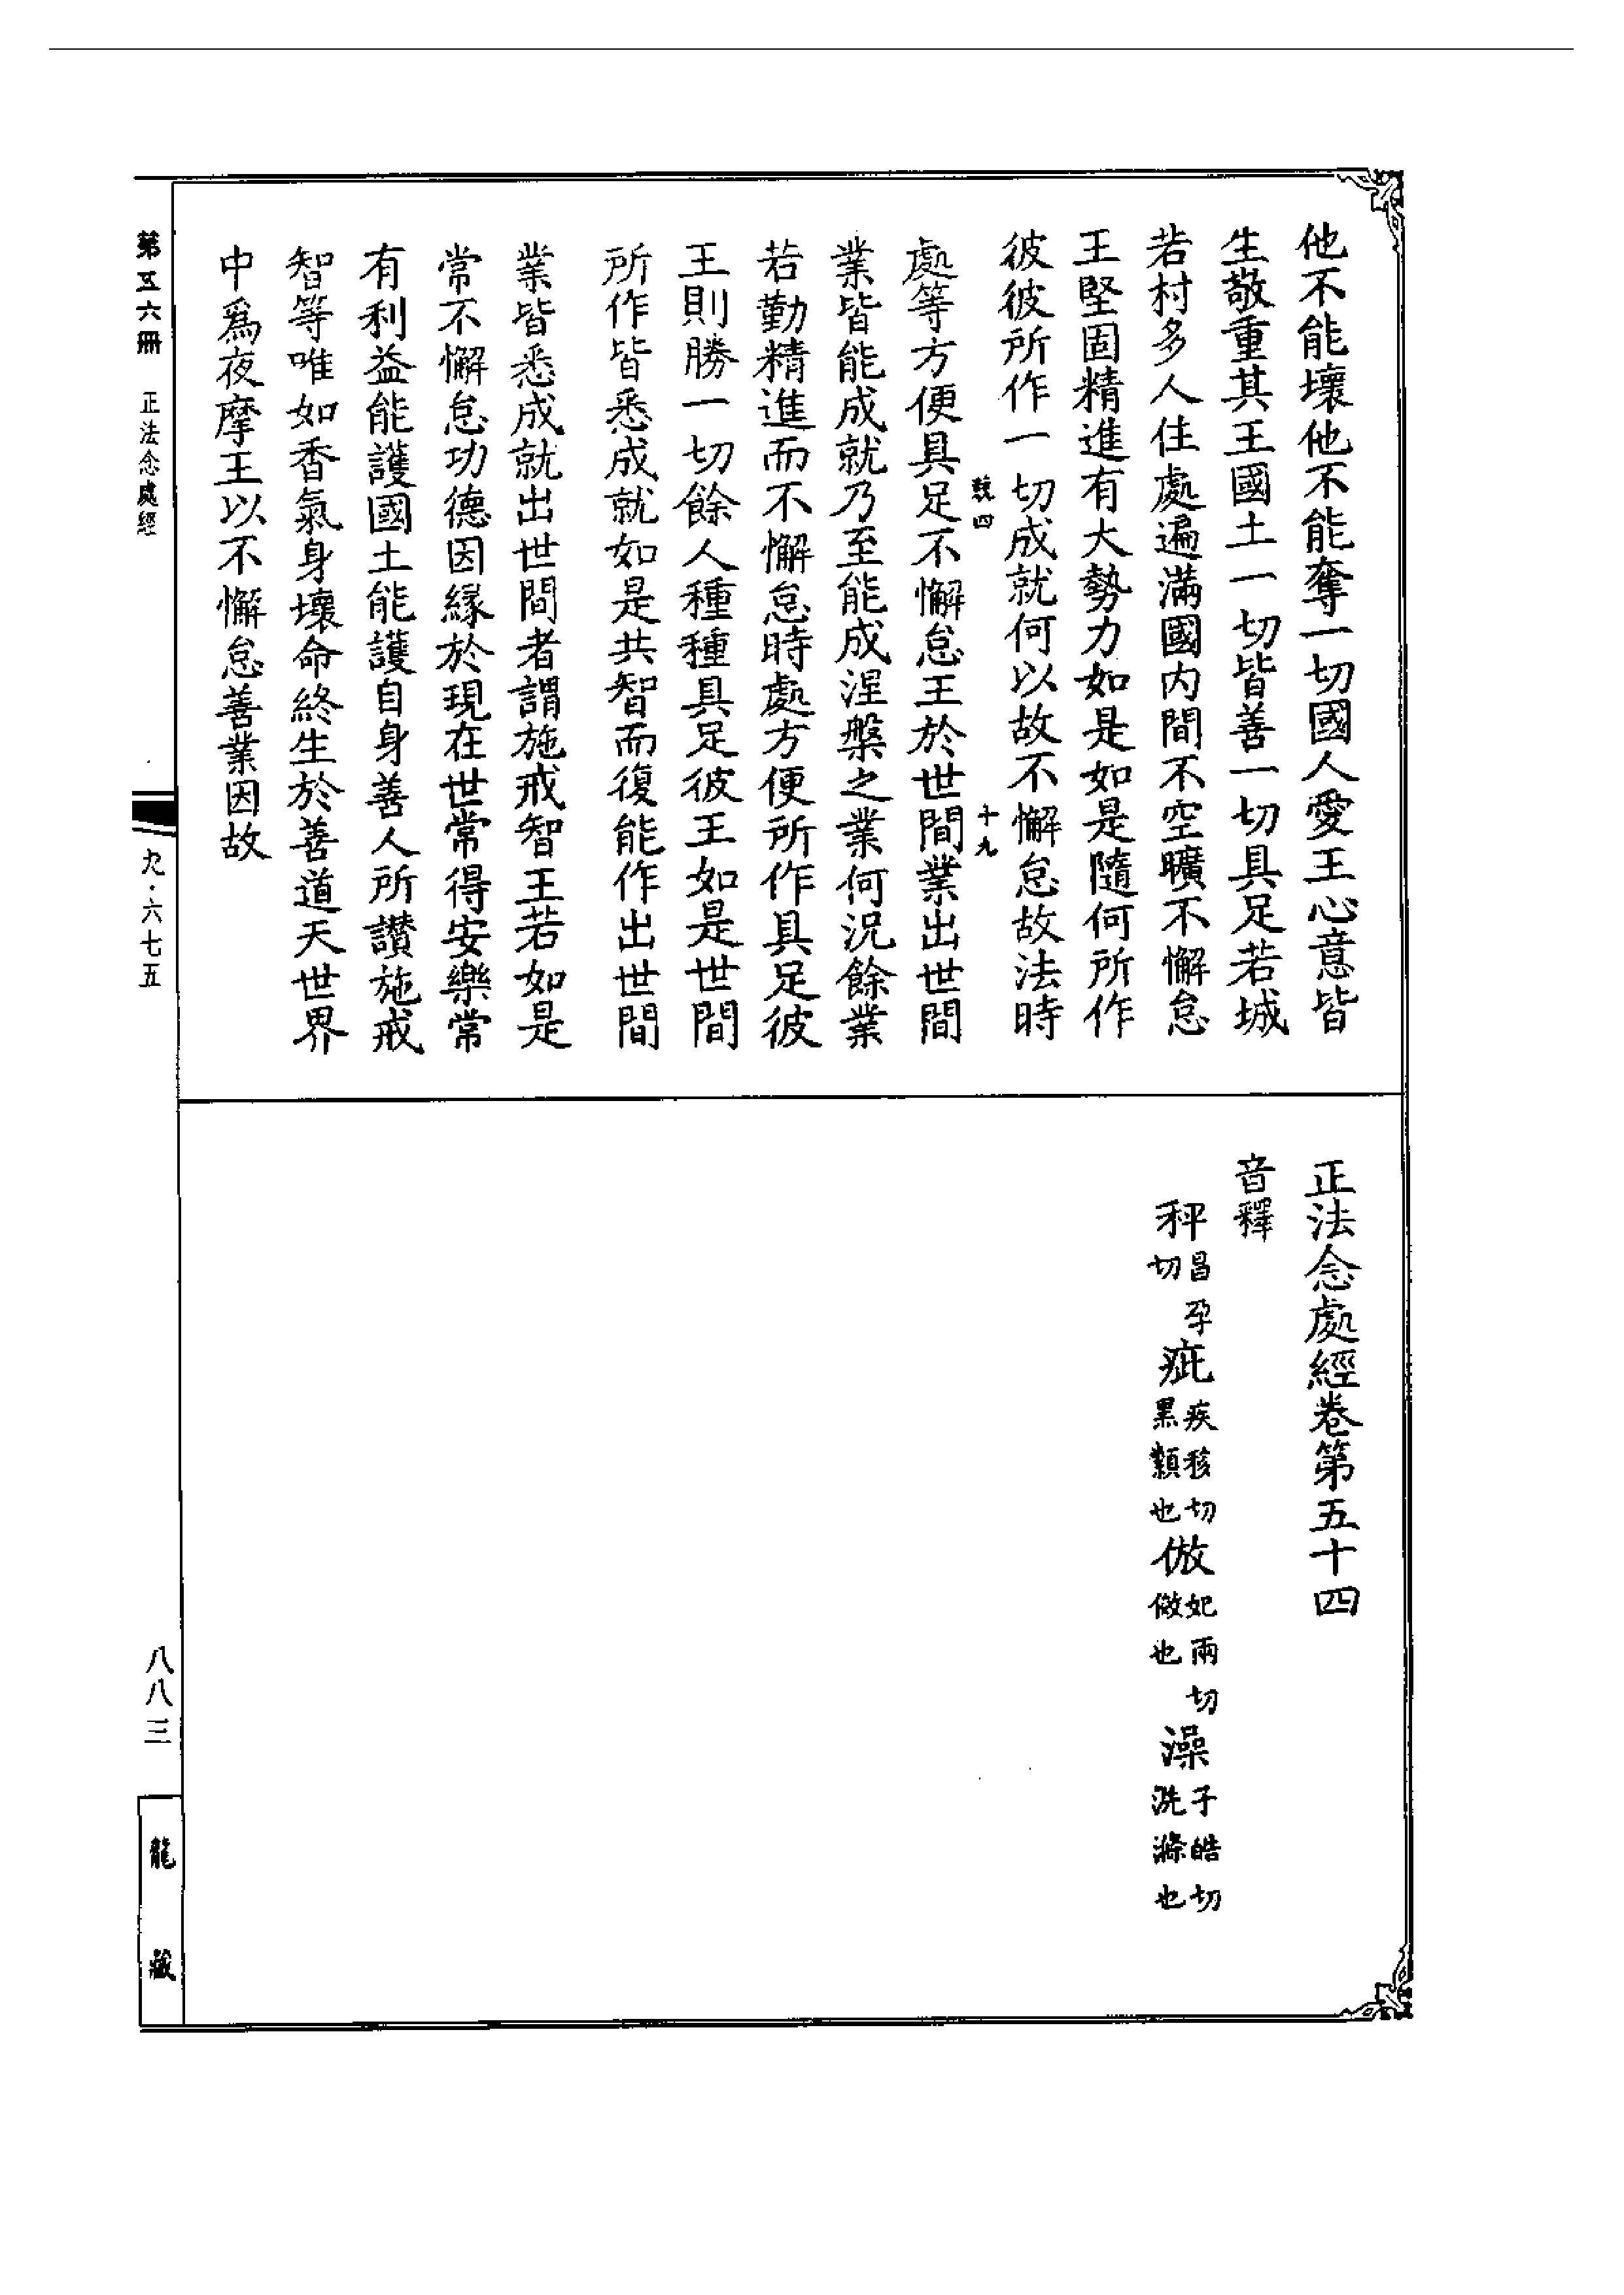 他不能壞他不能奪一切國人愛王心意皆
生敬重其王國土一切皆善一切具足若城
若村多人住處遍滿國內間不空曠不懈怠
王堅固精進有大勢力如是如是隨何所作
彼彼所作一切成就何以故不懈怠故法時
十九
處等方便具足不懈怠王於世間業出世間
業皆能成就乃至能成涅槃之業何況餘業
若勤精進而不懈怠時處方便所作具足彼
王則勝一切餘人種種具足彼王如是世間
所作皆悉成就如是共智而復能作出世間
業皆悉成就出世間者謂施戒智王若如是
常不懈怠功德因緣於現在世常得安樂常
有利益能護國土能護自身善人所讚施戒
智等唯如香氣身壞命終生於善道天世界
中爲夜摩王以不懈怠善業因故
正法念處經卷第五十四
音釋
秤昌孕切 疵疾移切黑纇也 倣妃兩切倣也 澡子皓切洗滌也
第五六冊 正法念處經
九·六七五
八八三
龍藏